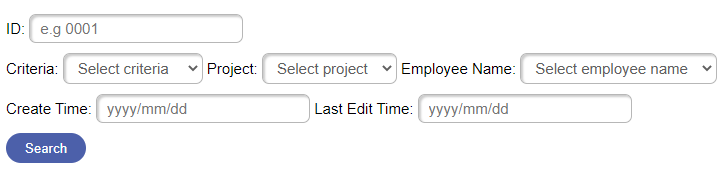 ID: e.g 0001
Criteria: Select criteria Project: Select project Employee Name: Select employee name
Create Time: yyyy/mm/dd Last Edit Time: yyyy/mm/dd
Search